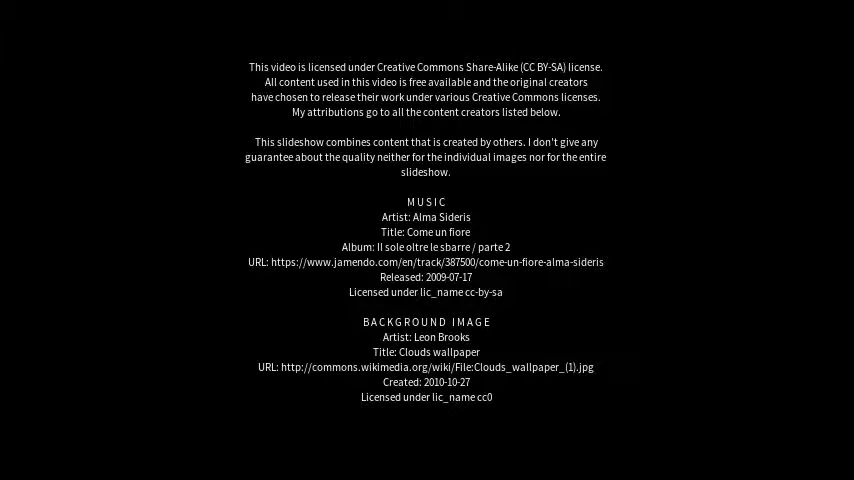 This video is licensed under Creative Commons Share-Alike (CC BY-SA) license.
All content used in this video is free available and the original creators
have chosen to release their work under various Creative Commons licenses.
My attributions go to all the content creators listed below.
This slideshow combines content that is created by others. I don't give any
guarantee about the quality neither for the individual images nor for the entire
slideshow.
M U S I C
Artist: Alma Sideris
Title: Come un fiore
Album: Il sole oltre le sbarre / parte 2
URL: https://www.jamendo.com/en/track/387500/come-un-fiore-alma-sideris
Released: 2009-07-17
Licensed under lic_name cc-by-sa
B A C K G R O U N D   I M A G E
Artist: Leon Brooks
Title: Clouds wallpaper
URL: http://commons.wikimedia.org/wiki/File:Clouds_wallpaper_(1).jpg
Created: 2010-10-27
Licensed under lic_name cc0